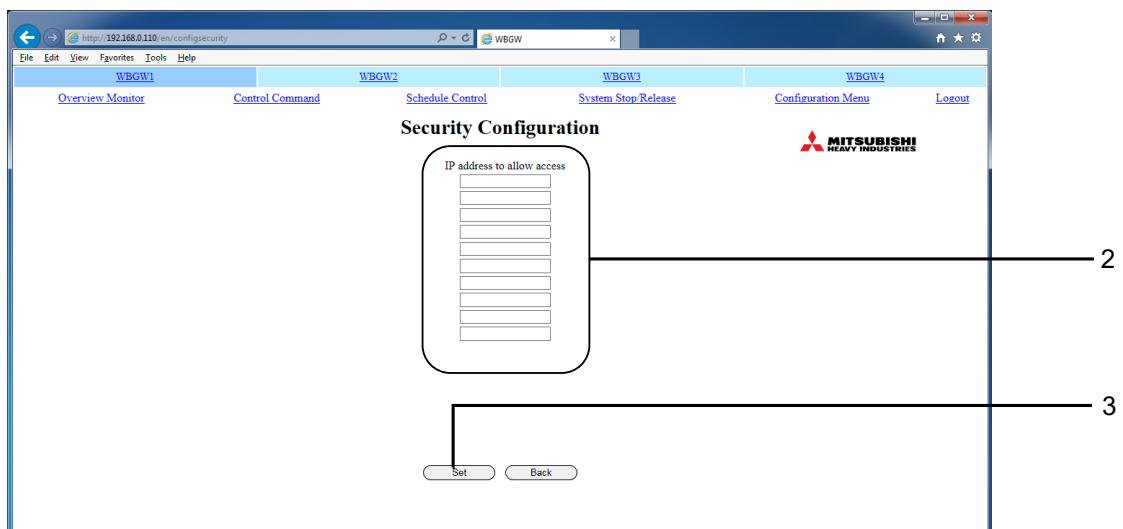 http://192.168.0.110/en/configsecurity WBGW
File Edit View Favorites Tools Help
WBGW1 WBGW2 WBGW3 WBGW4
Overview Monitor Control Command Schedule Control System Stop/Release Configuration Menu Logout
Security Configuration
MITSUBISHI
HEAVY INDUSTRIES
IP address to allow access
2
3
Set Back